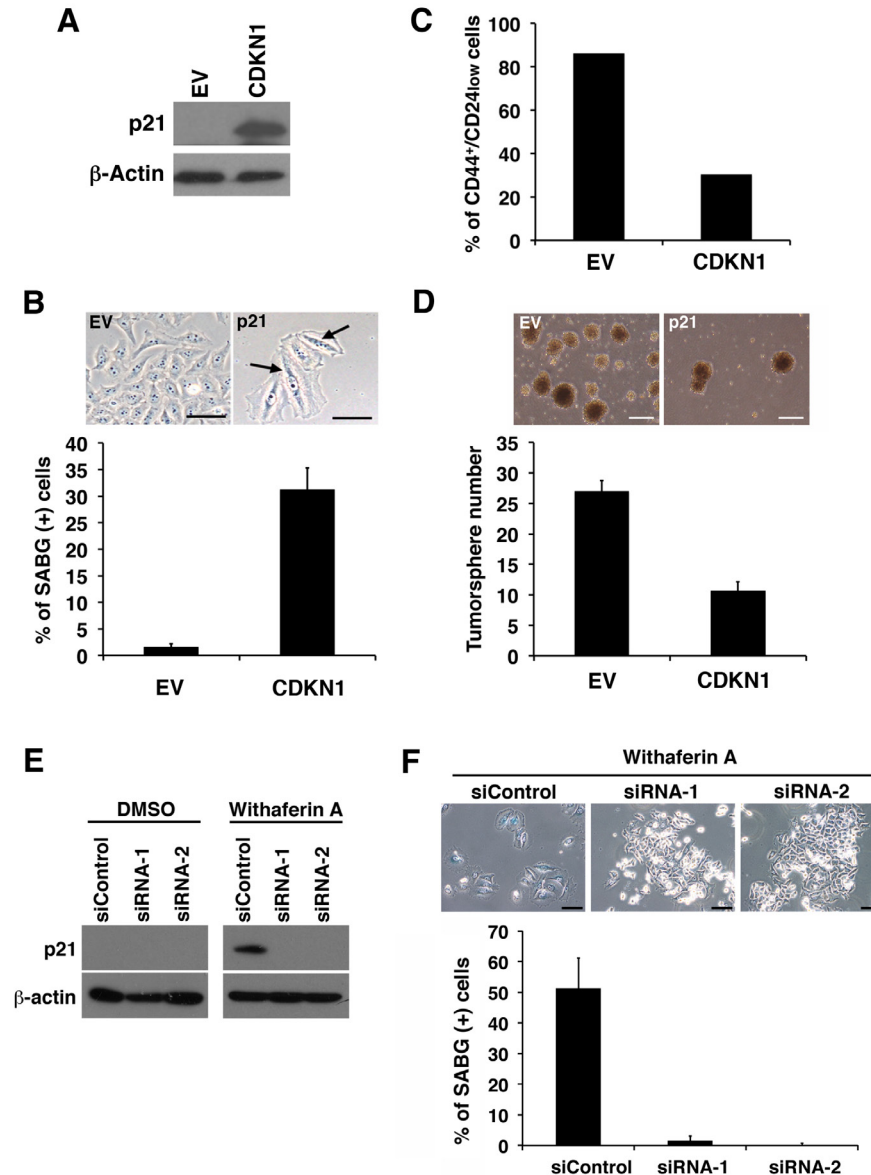 A
EV
CDKN1
p21
β-Actin
C
% of CD44+/CD24low cells
100
80
60
40
20
0
EV
CDKN1
B
EV
p21
% of SABG (+) cells
40
35
30
25
20
15
10
5
0
EV
CDKN1
D
EV
p21
Tumorsphere number
35
30
25
20
15
10
5
0
EV
CDKN1
E
DMSO
Withaferin A
siControl
siRNA-1
siRNA-2
siControl
siRNA-1
siRNA-2
p21
β-actin
F
Withaferin A
siControl
siRNA-1
siRNA-2
% of SABG (+) cells
70
60
50
40
30
20
10
0
siControl
siRNA-1
siRNA-2